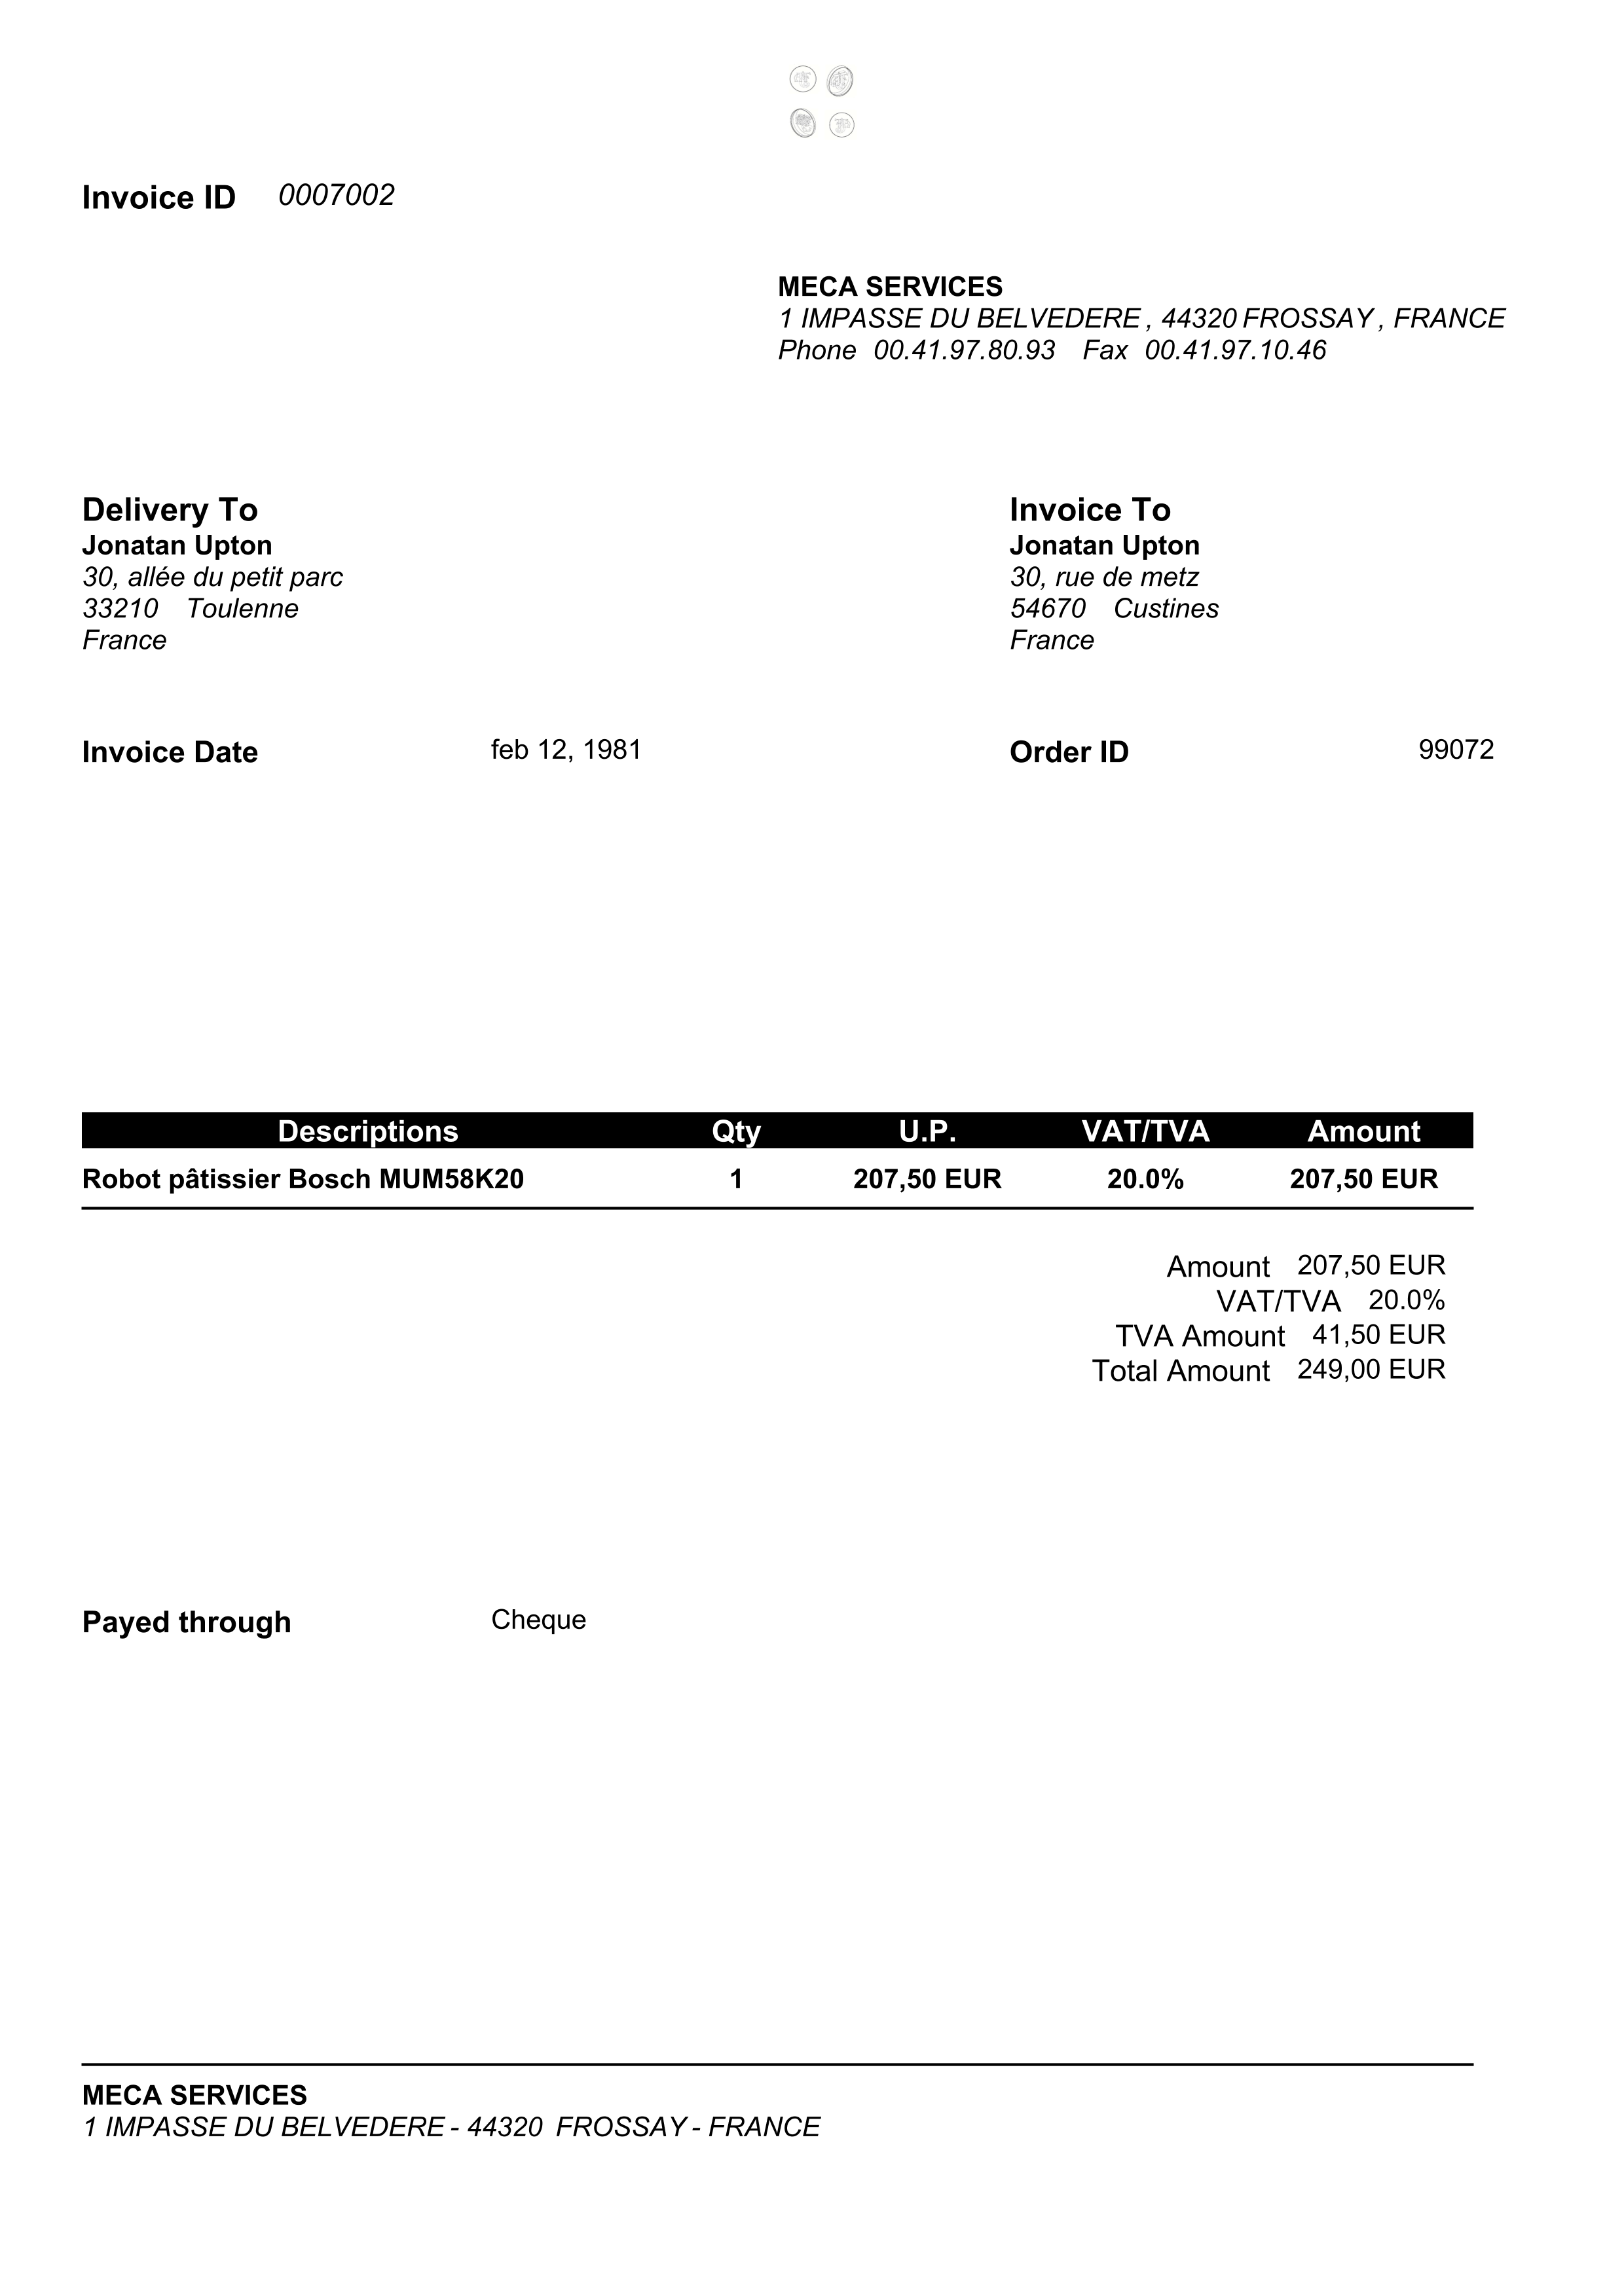 Invoice ID 0007002
MECA SERVICES
1 IMPASSE DU BELVEDERE , 44320 FROSSAY , FRANCE
Phone 00.41.97.80.93 Fax 00.41.97.10.46
Delivery To
Jonatan Upton
30, allée du petit parc
33210 Toulenne
France
Invoice To
Jonatan Upton
30, rue de metz
54670 Custines
France
Invoice Date feb 12, 1981
Order ID 99072
Descriptions Qty U.P. VAT/TVA Amount
Robot pâtissier Bosch MUM58K20 1 207,50 EUR 20.0% 207,50 EUR
Amount 207,50 EUR
VAT/TVA 20.0%
TVA Amount 41,50 EUR
Total Amount 249,00 EUR
Payed through Cheque
MECA SERVICES
1 IMPASSE DU BELVEDERE - 44320 FROSSAY - FRANCE